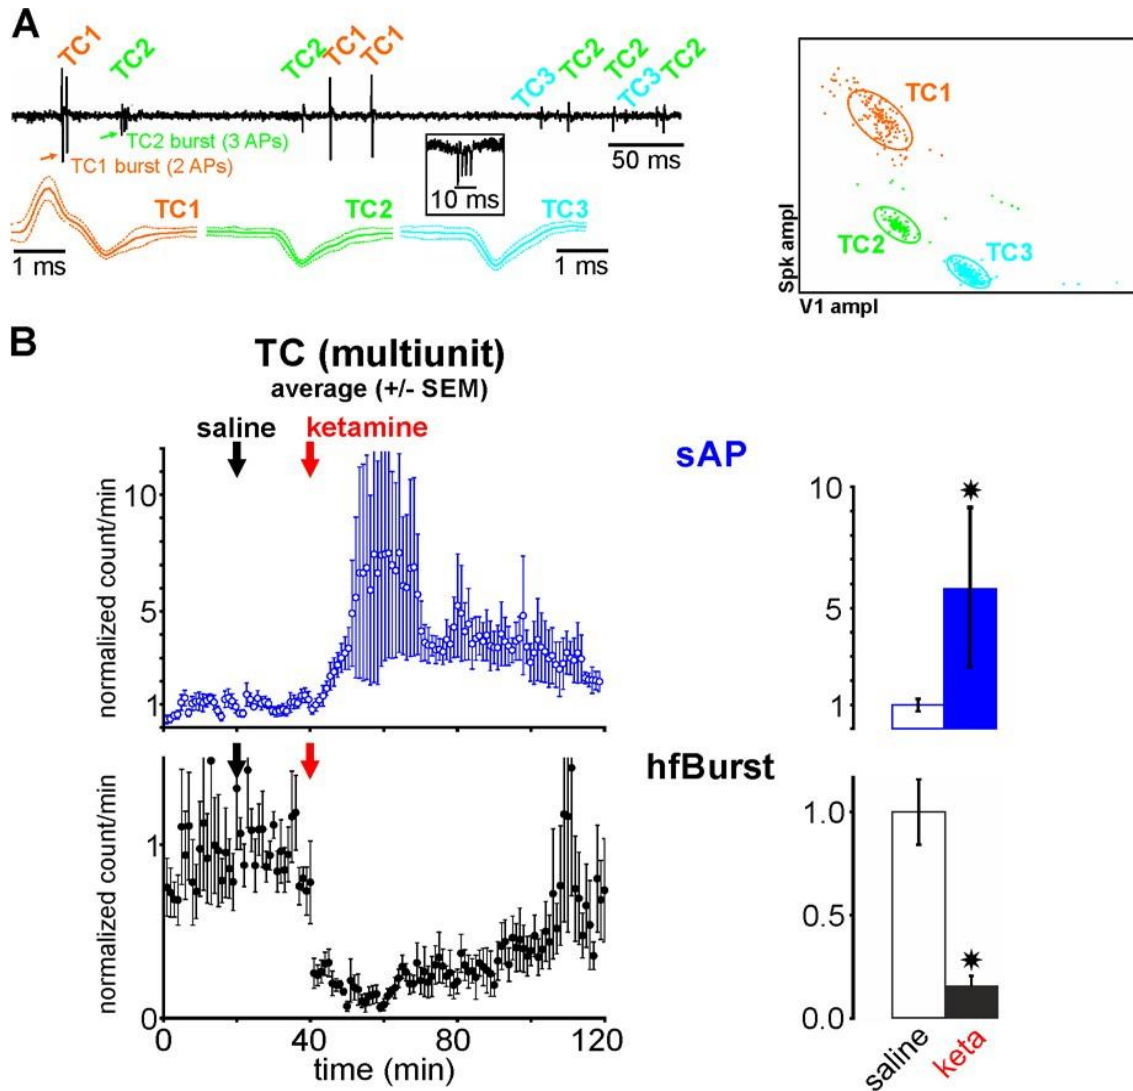 A
TC1
TC2
TC2
TC1
TC1
TC3
TC2
TC2
TC3
TC2
TC2 burst (3 APs)
TC1 burst (2 APs)
10 ms
50 ms
TC1
TC2
TC3
1 ms
1 ms
TC1
TC2
TC3
Spk ampl
V1 ampl
B
TC (multiunit)
average (+/- SEM)
saline
ketamine
sAP
normalized count/min
10
5
1
10
5
1
hfBurst
normalized count/min
1
0
0
40
80
120
time (min)
1.0
0.5
0.0
saline
keta